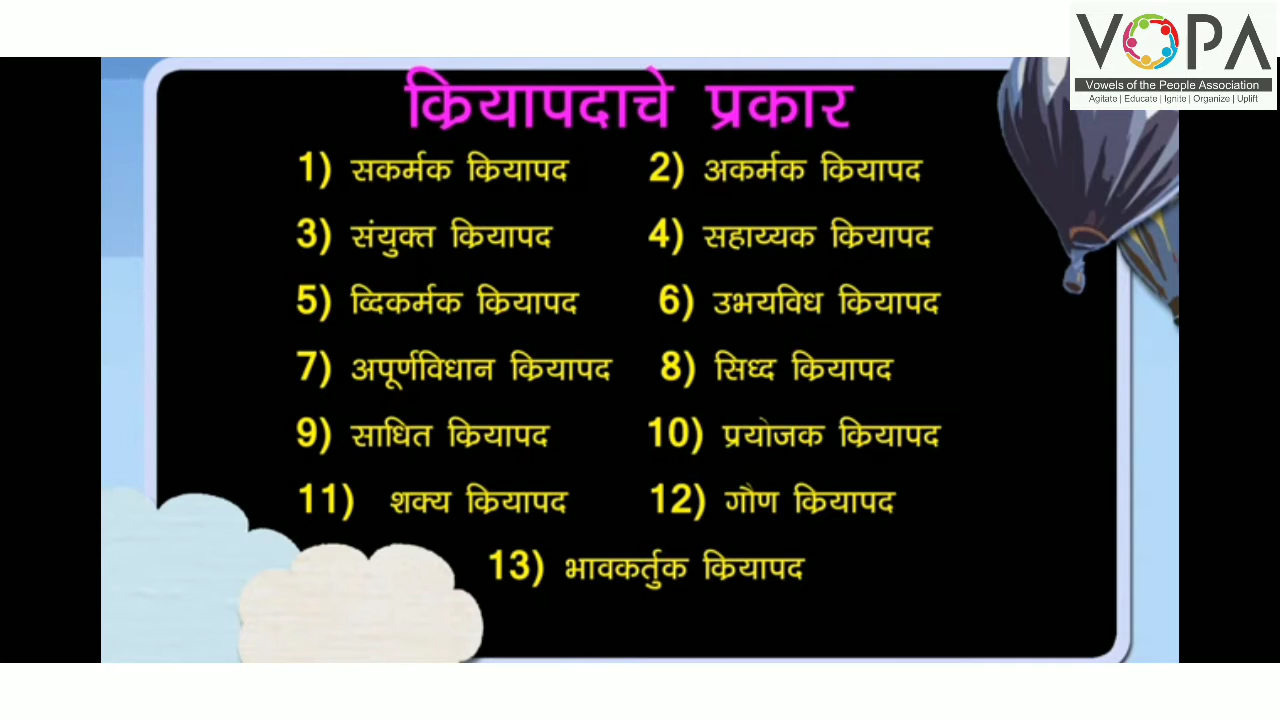 VOPA
Vowels of the People Association
Agitate | Educate | Ignite | Organize | Uplift
क्रियापदाचे प्रकार
1) सकर्मक क्रियापद 2) अकर्मक क्रियापद
3) संयुक्त क्रियापद 4) सहाय्यक क्रियापद
5) व्दिकर्मक क्रियापद 6) उभयविध क्रियापद
7) अपूर्णविधान क्रियापद 8) सिध्द क्रियापद
9) साधित क्रियापद 10) प्रयोजक क्रियापद
11) शक्य क्रियापद 12) गौण क्रियापद
13) भावकर्तुक क्रियापद